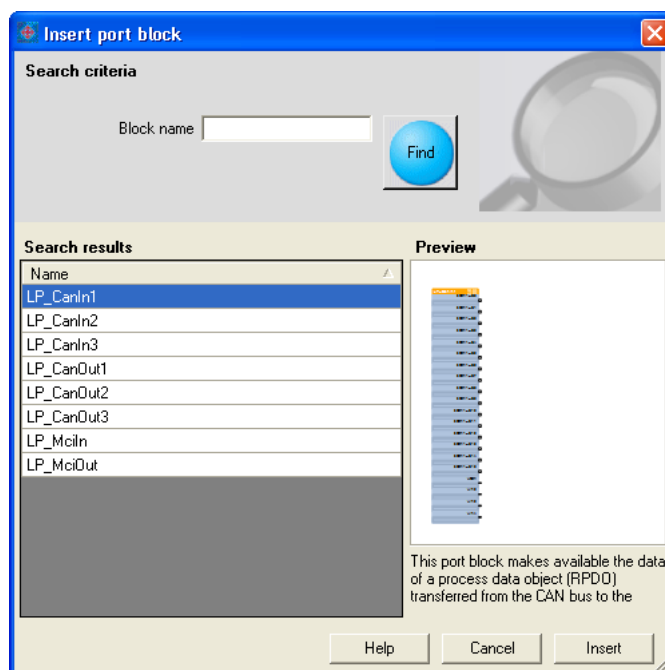 Insert port block
Search criteria
Block name
Find
Search results
Preview
Name
LP_CanIn1
LP_CanIn2
LP_CanIn3
LP_CanOut1
LP_CanOut2
LP_CanOut3
LP_MciIn
LP_MciOut
This port block makes available the data
of a process data object (RPDO)
transferred from the CAN bus to the
Help
Cancel
Insert